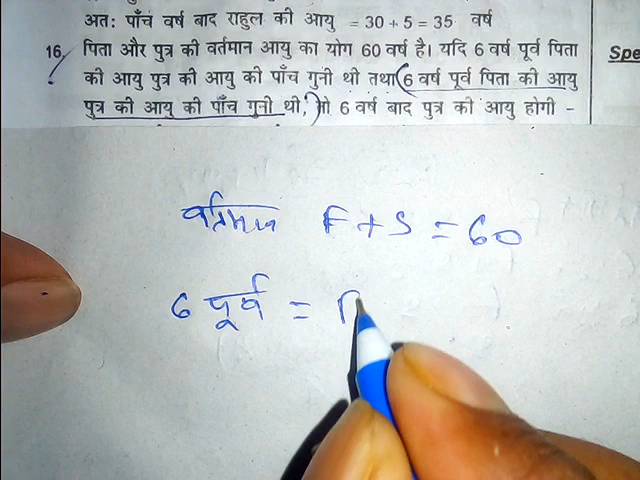 अतः पाँच वर्ष बाद राहुल की आयु = 30 + 5 = 35 वर्ष
16. पिता और पुत्र की वर्तमान आयु का योग 60 वर्ष है। यदि 6 वर्ष पूर्व पिता
की आयु पुत्र की आयु की पाँच गुनी थी तथा (6 वर्ष पूर्व पिता की आयु
पुत्र की आयु की पाँच गुनी थी,) तो 6 वर्ष बाद पुत्र की आयु होगी -
Spe
वर्तमान F + S = 60
6 पूर्व =